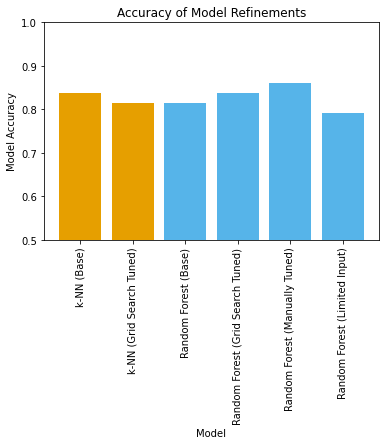 Accuracy of Model Refinements
Model Accuracy
1.0
0.9
0.8
0.7
0.6
0.5
k-NN (Base)
k-NN (Grid Search Tuned)
Random Forest (Base)
Random Forest (Grid Search Tuned)
Random Forest (Manually Tuned)
Random Forest (Limited Input)
Model